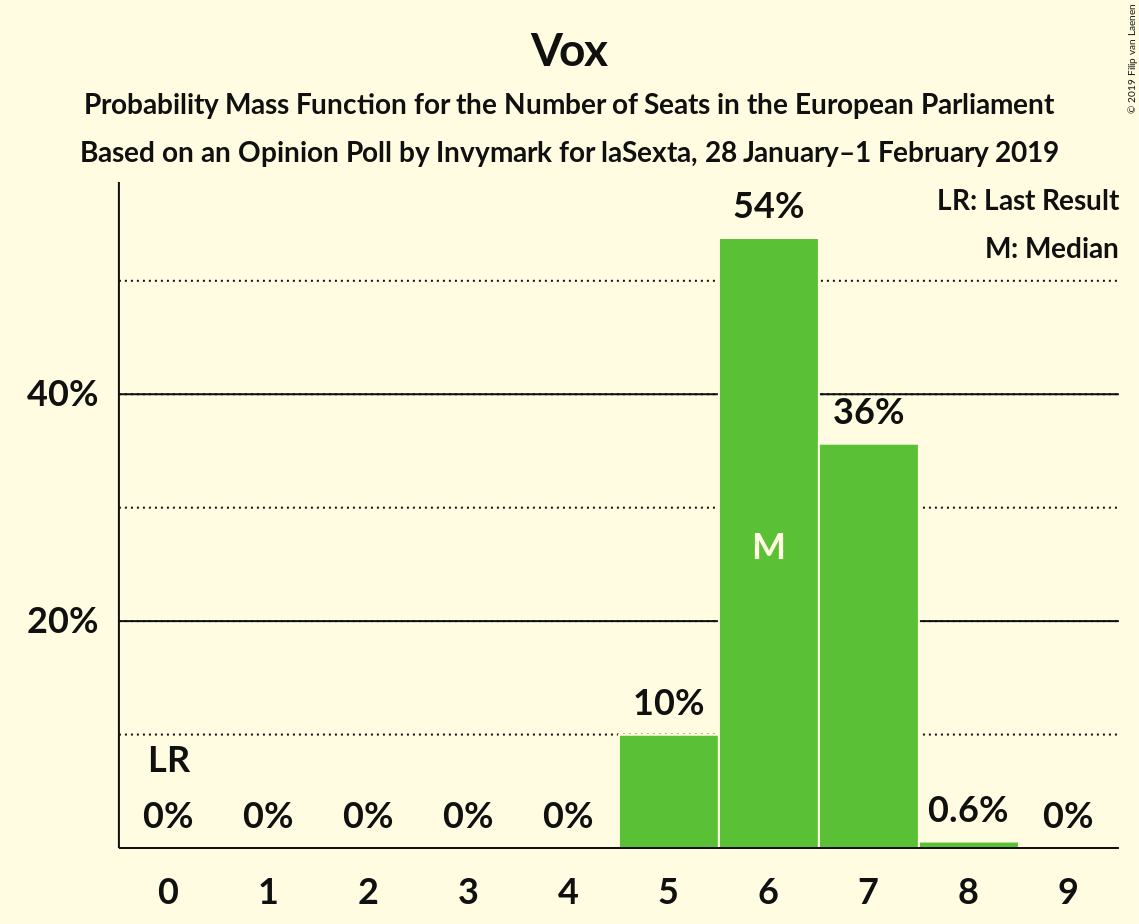 Vox
Probability Mass Function for the Number of Seats in the European Parliament
Based on an Opinion Poll by Invymark for laSexta, 28 January–1 February 2019
© 2019 Filip van Laenen
LR: Last Result
M: Median
54%
40%
36%
M
20%
10%
LR
0%
0%
0%
0%
0%
0.6%
0%
0
1
2
3
4
5
6
7
8
9